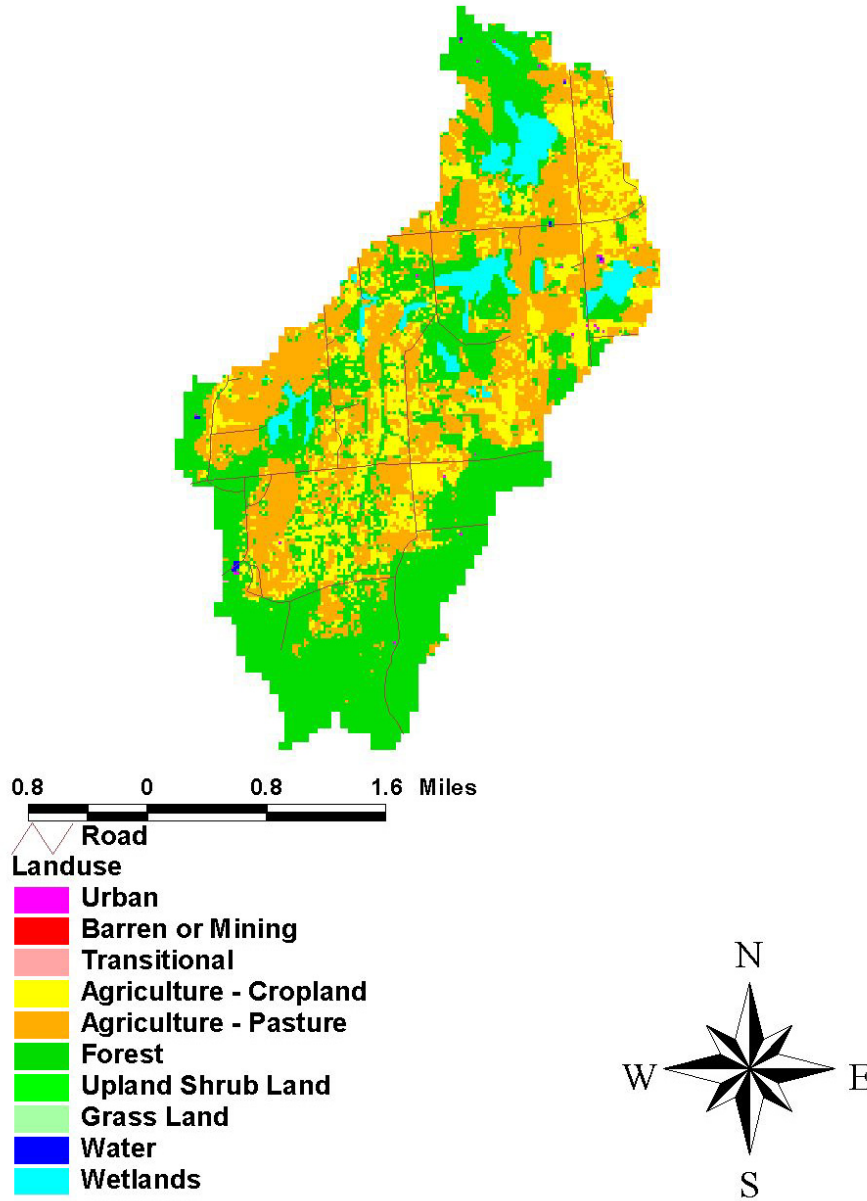 0.8 0 0.8 1.6 Miles
Road
Landuse
Urban
Barren or Mining
Transitional
Agriculture - Cropland
Agriculture - Pasture
Forest
Upland Shrub Land
Grass Land
Water
Wetlands
N
W E
S